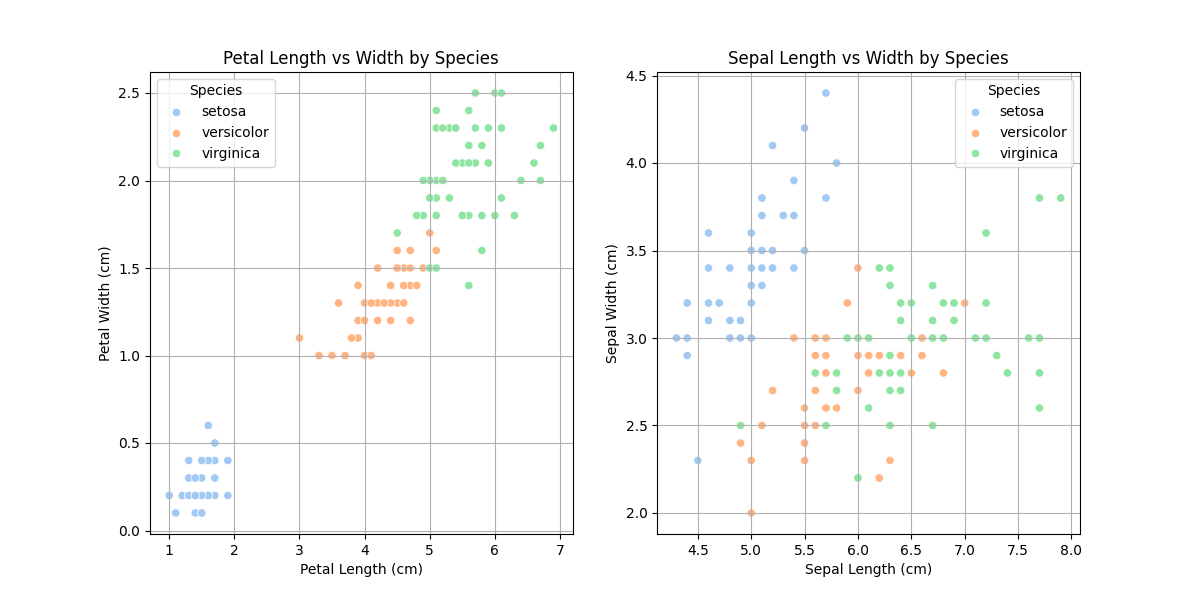 Petal Length vs Width by Species
Species
setosa
versicolor
virginica
2.5
2.0
1.5
1.0
0.5
0.0
Petal Width (cm)
1 2 3 4 5 6 7
Petal Length (cm)
Sepal Length vs Width by Species
Species
setosa
versicolor
virginica
4.5
4.0
3.5
3.0
2.5
2.0
Sepal Width (cm)
4.5 5.0 5.5 6.0 6.5 7.0 7.5 8.0
Sepal Length (cm)